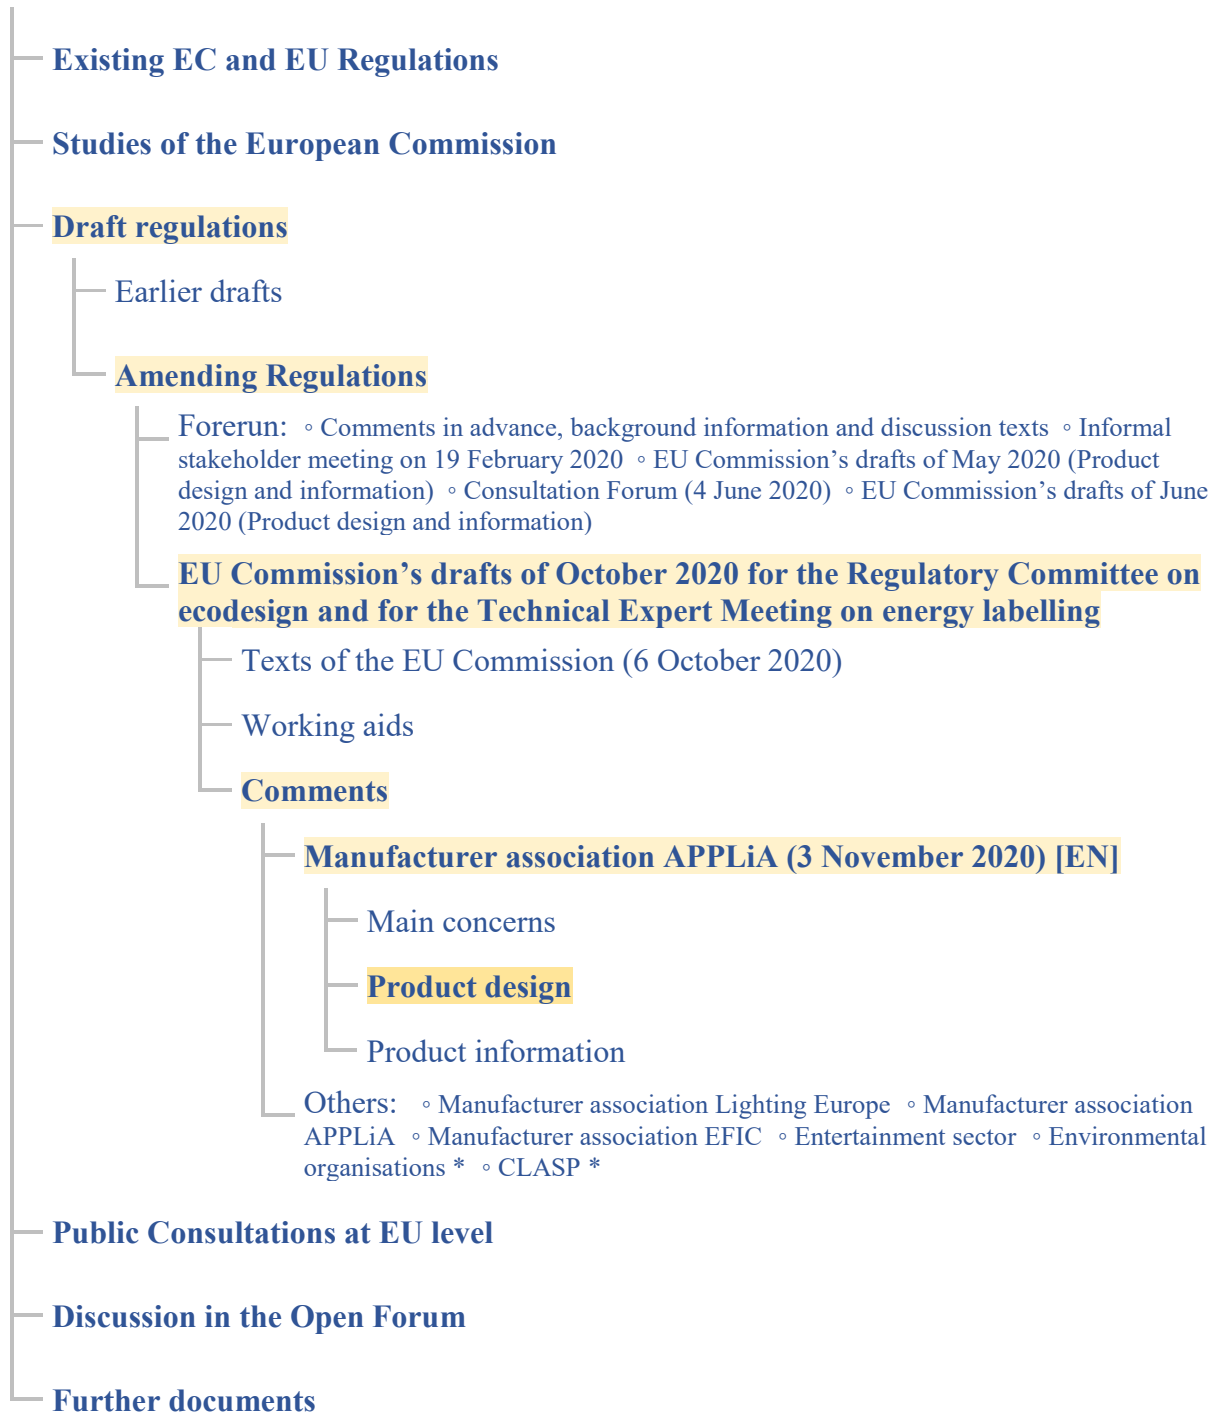 Existing EC and EU Regulations
Studies of the European Commission
Draft regulations
Earlier drafts
Amending Regulations
Forerun: ◦ Comments in advance, background information and discussion texts ◦ Informal
stakeholder meeting on 19 February 2020 ◦ EU Commission’s drafts of May 2020 (Product
design and information) ◦ Consultation Forum (4 June 2020) ◦ EU Commission’s drafts of June
2020 (Product design and information)
EU Commission’s drafts of October 2020 for the Regulatory Committee on
ecodesign and for the Technical Expert Meeting on energy labelling
Texts of the EU Commission (6 October 2020)
Working aids
Comments
Manufacturer association APPLiA (3 November 2020) [EN]
Main concerns
Product design
Product information
Others: ◦ Manufacturer association Lighting Europe ◦ Manufacturer association
APPLiA ◦ Manufacturer association EFIC ◦ Entertainment sector ◦ Environmental
organisations * ◦ CLASP *
Public Consultations at EU level
Discussion in the Open Forum
Further documents